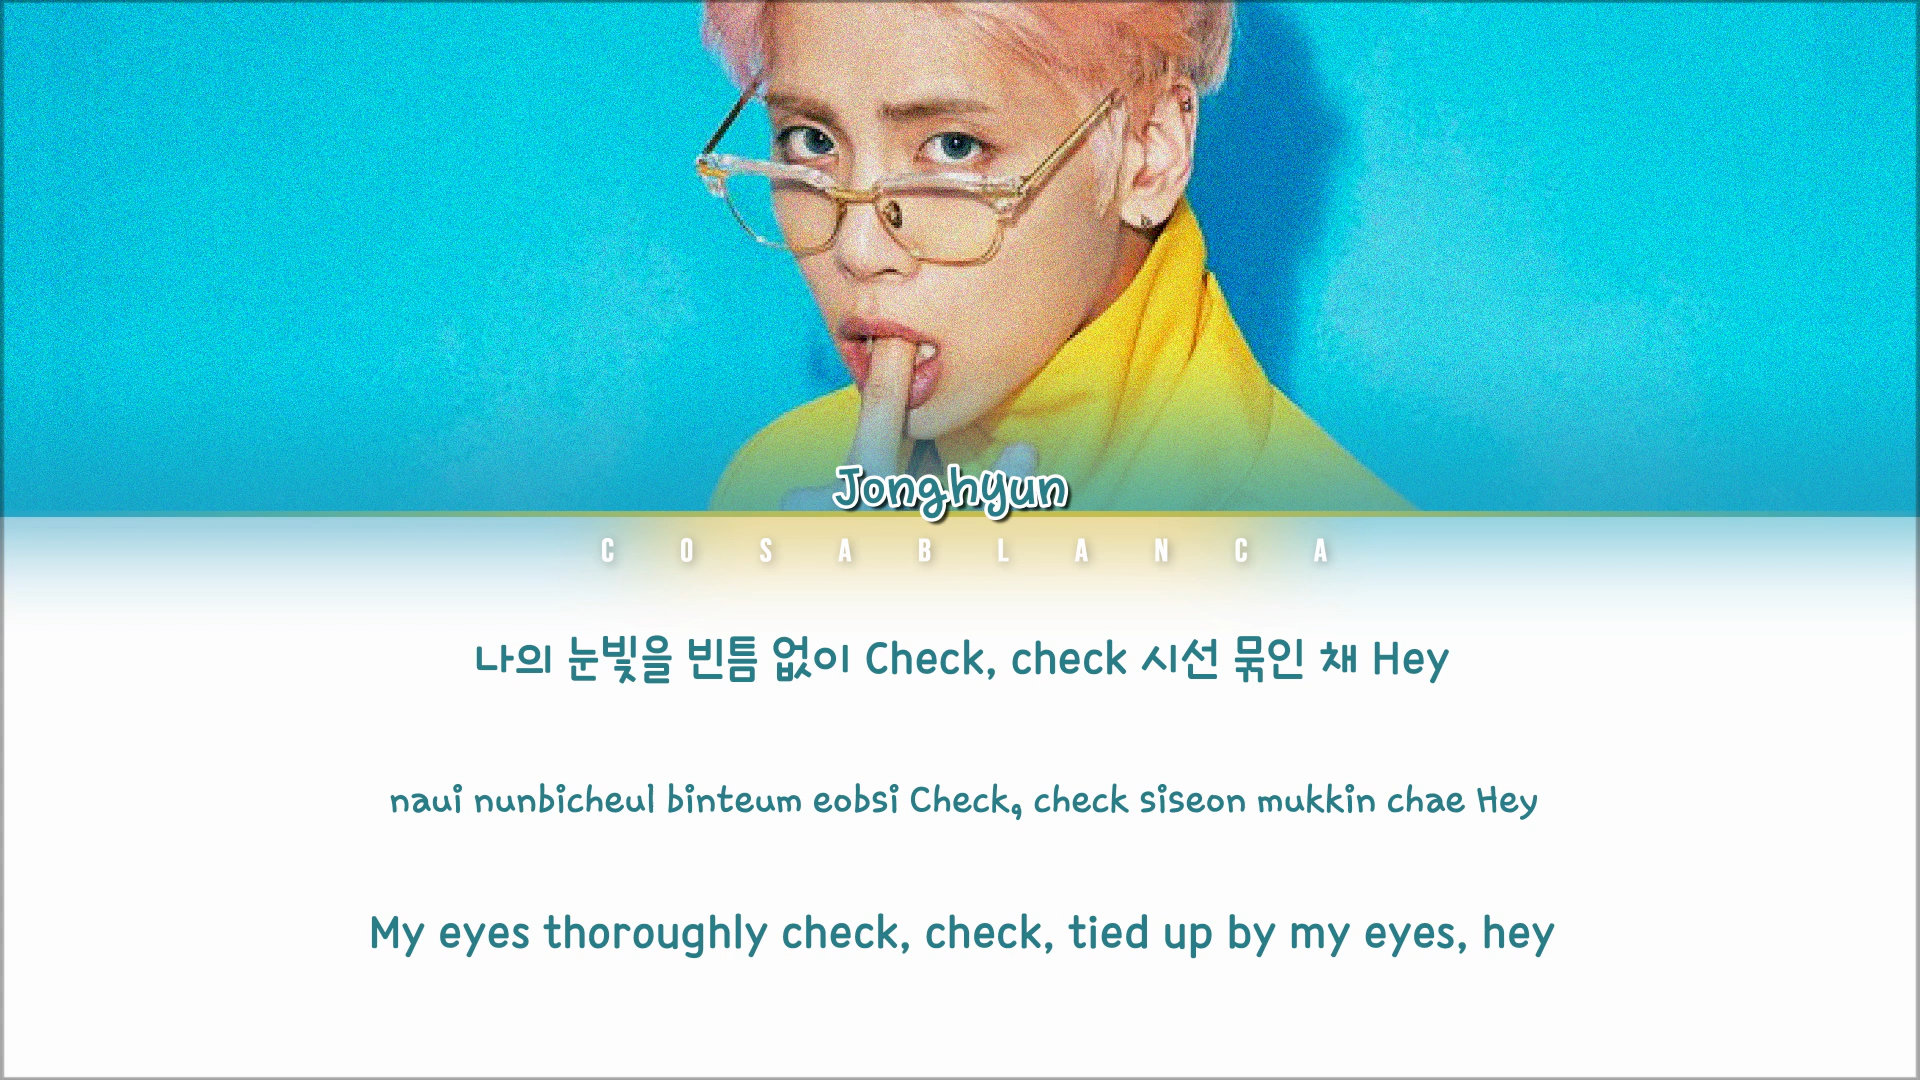 Jonghyun
COSABLANCA
나의 눈빛을 빈틈 없이 Check, check 시선 묶인 채 Hey
naui nunbicheul binteum eobsi Check, check siseon mukkin chae Hey
My eyes thoroughly check, check, tied up by my eyes, hey